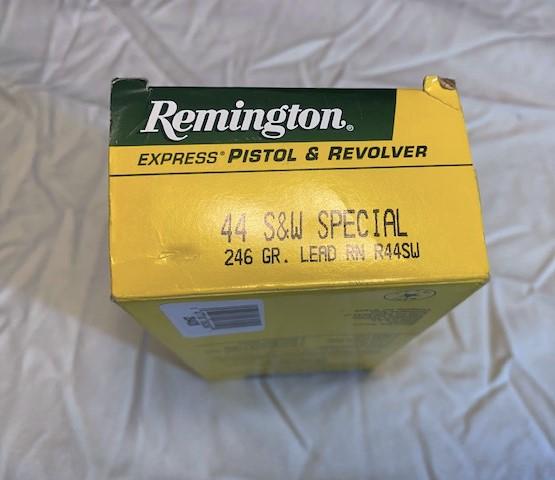 Remington®
EXPRESS® PISTOL & REVOLVER
44 S&W SPECIAL
246 GR. LEAD RN R44SW